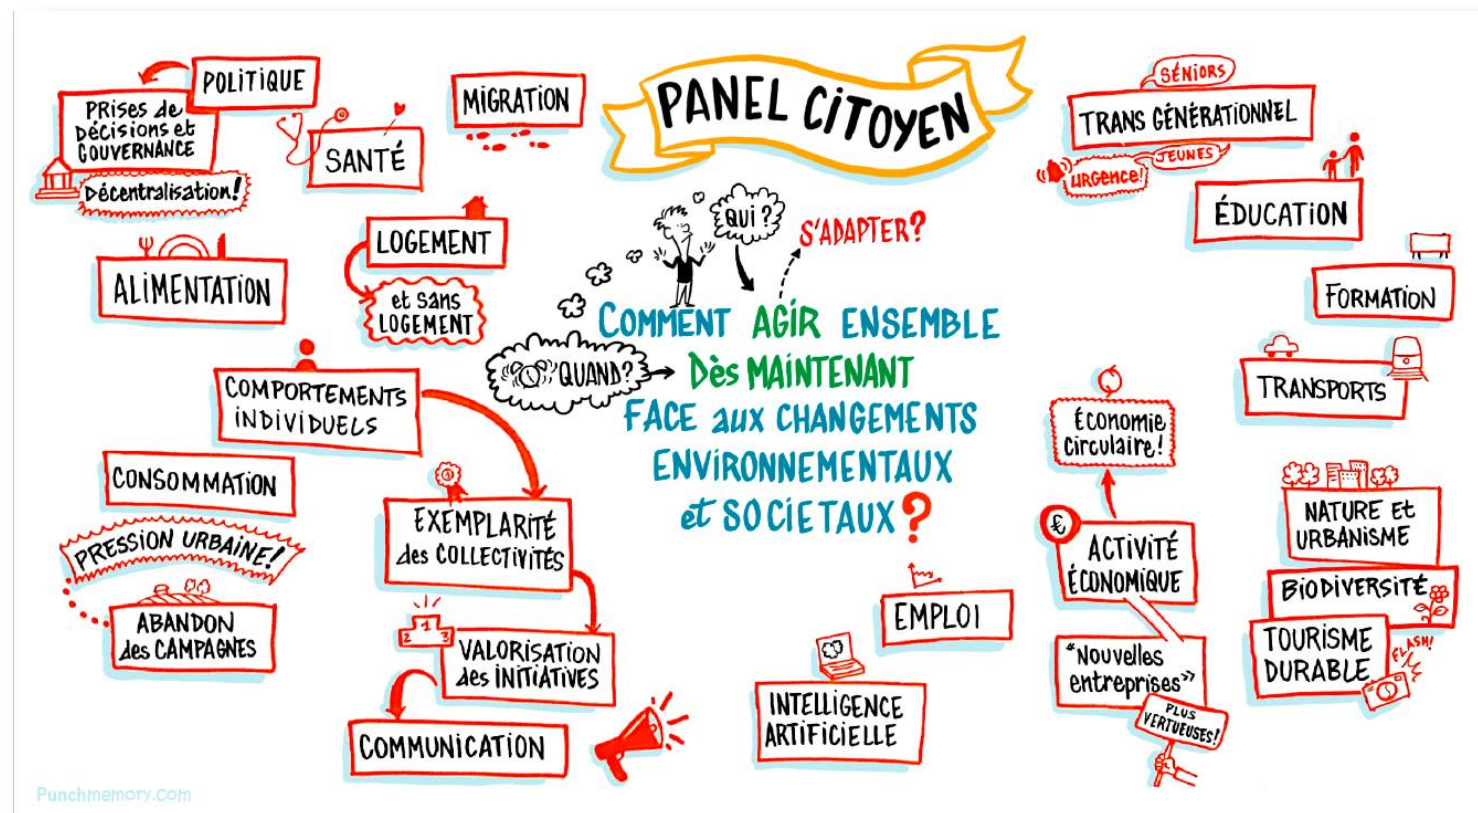 PANEL CITOYEN
POLITIQUE
PRISES de
DÉCISIONS et
GOUVERNANCE
Décentralisation!
SANTÉ
MIGRATION
LOGEMENT
et sans
LOGEMENT
ALIMENTATION
QUI ?
S'ADAPTER?
QUAND?
COMMENT AGIR ENSEMBLE
Dès MAINTENANT
FACE aux CHANGEMENTS
ENVIRONNEMENTAUX
et SOCIETAUX ?
COMPORTEMENTS
INDIVIDUELS
CONSOMMATION
PRESSION URBAINE!
ABANDON
des CAMPAGNES
EXEMPLARITÉ
des COLLECTIVITÉS
1
2 3
VALORISATION
des INITIATIVES
COMMUNICATION
SÉNIORS
TRANS GÉNÉRATIONNEL
JEUNES
URGENCE!
ÉDUCATION
FORMATION
TRANSPORTS
Économie
Circulaire!
€
ACTIVITÉ
ÉCONOMIQUE
"Nouvelles
entreprises"
PLUS
VERTUEUSES!
NATURE Et
URBANISME
BIODIVERSITÉ
TOURISME
DURABLE
FLASH!
EMPLOI
INTELLIGENCE
ARTIFICIELLE
Punchmemory.com